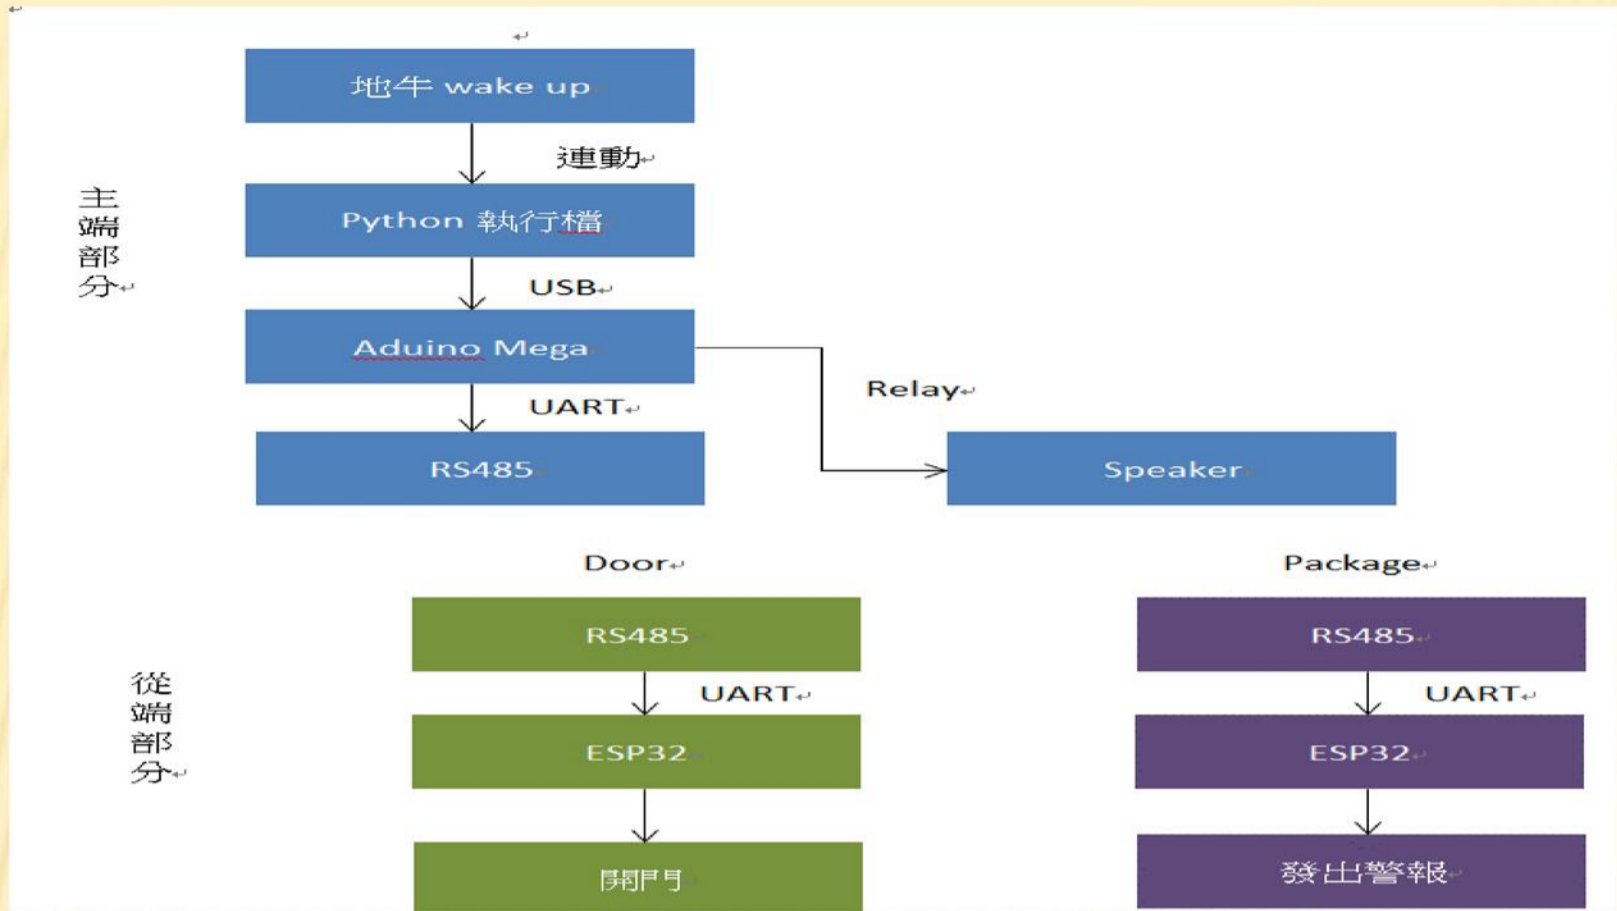 地牛 wake up
連動
主端部分
Python 執行檔
USB
Aduino Mega
UART
Relay
RS485
Speaker
Door
Package
RS485
RS485
從端部分
UART
UART
ESP32
ESP32
開門
發出警報